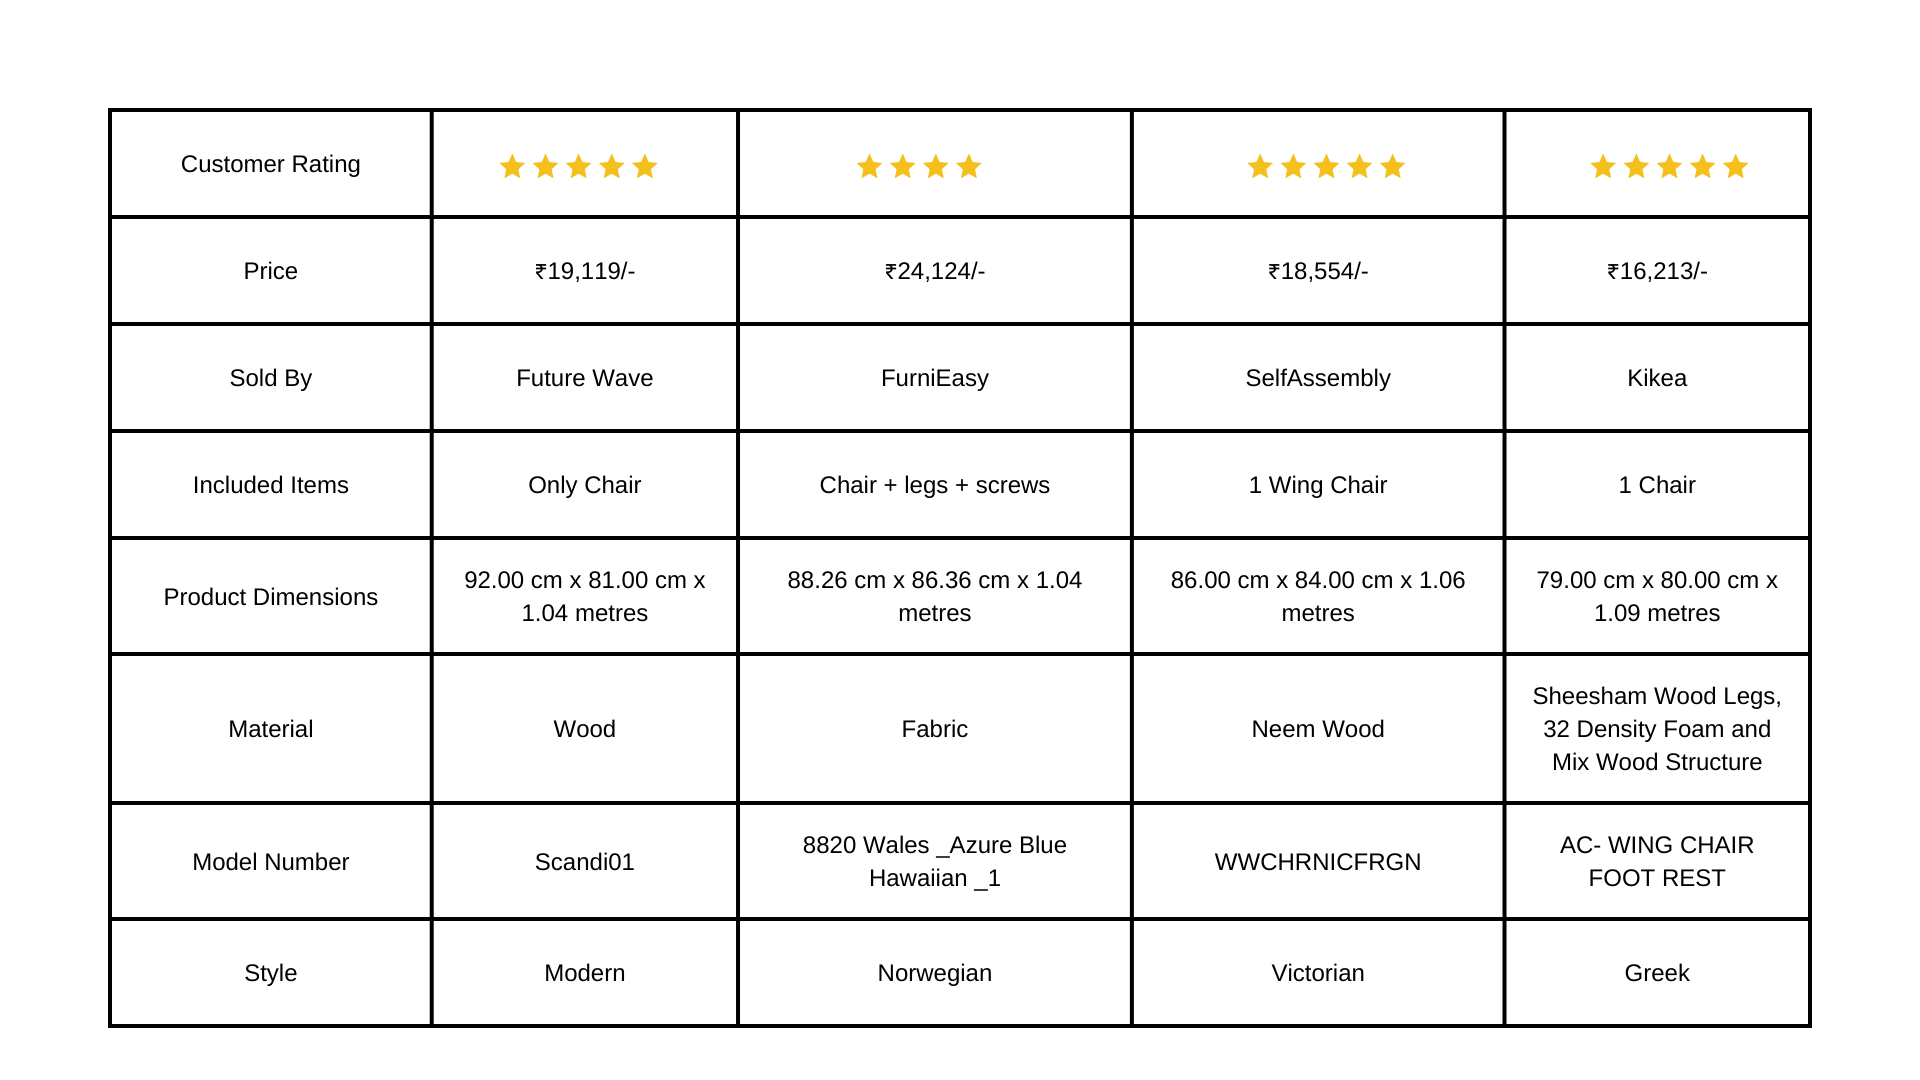 Customer Rating
Price ₹19,119/- ₹24,124/- ₹18,554/- ₹16,213/-
Sold By Future Wave FurniEasy SelfAssembly Kikea
Included Items Only Chair Chair + legs + screws 1 Wing Chair 1 Chair
Product Dimensions
92.00 cm x 81.00 cm x
1.04 metres
88.26 cm x 86.36 cm x 1.04
metres
86.00 cm x 84.00 cm x 1.06
metres
79.00 cm x 80.00 cm x
1.09 metres
Material Wood Fabric Neem Wood
Sheesham Wood Legs,
32 Density Foam and
Mix Wood Structure
Model Number Scandi01
8820 Wales _Azure Blue
Hawaiian _1
WWCHRNICFRGN
AC- WING CHAIR
FOOT REST
Style Modern Norwegian Victorian Greek